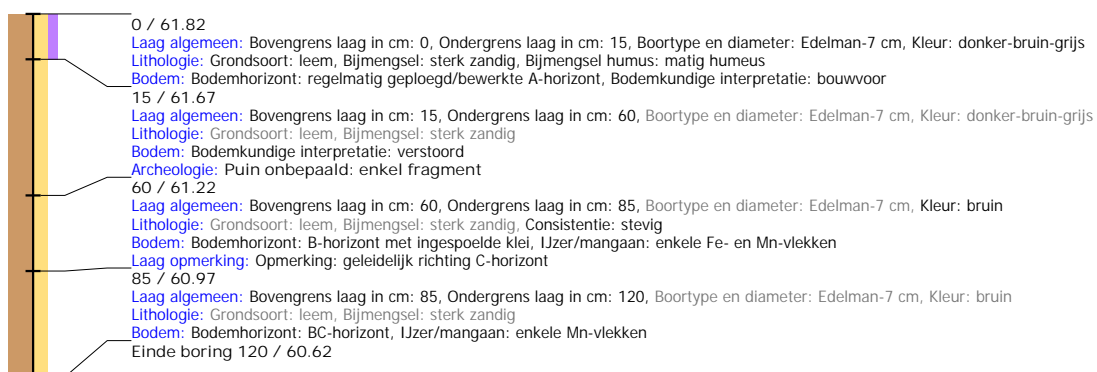 0 / 61.82
Laag algemeen: Bovengrens laag in cm: 0, Ondergrens laag in cm: 15, Boortype en diameter: Edelman-7 cm, Kleur: donker-bruin-grijs
Lithologie: Grondsoort: leem, Bijmengsel: sterk zandig, Bijmengsel humus: matig humeus
Bodem: Bodemhorizont: regelmatig geploegd/bewerkte A-horizont, Bodemkundige interpretatie: bouwvoor
15 / 61.67
Laag algemeen: Bovengrens laag in cm: 15, Ondergrens laag in cm: 60, Boortype en diameter: Edelman-7 cm, Kleur: donker-bruin-grijs
Lithologie: Grondsoort: leem, Bijmengsel: sterk zandig
Bodem: Bodemkundige interpretatie: verstoord
Archeologie: Puin onbepaald: enkel fragment
60 / 61.22
Laag algemeen: Bovengrens laag in cm: 60, Ondergrens laag in cm: 85, Boortype en diameter: Edelman-7 cm, Kleur: bruin
Lithologie: Grondsoort: leem, Bijmengsel: sterk zandig, Consistentie: stevig
Bodem: Bodemhorizont: B-horizont met ingespoelde klei, IJzer/mangaan: enkele Fe- en Mn-vlekken
Laag opmerking: Opmerking: geleidelijk richting C-horizont
85 / 60.97
Laag algemeen: Bovengrens laag in cm: 85, Ondergrens laag in cm: 120, Boortype en diameter: Edelman-7 cm, Kleur: bruin
Lithologie: Grondsoort: leem, Bijmengsel: sterk zandig
Bodem: Bodemhorizont: BC-horizont, IJzer/mangaan: enkele Mn-vlekken
Einde boring 120 / 60.62